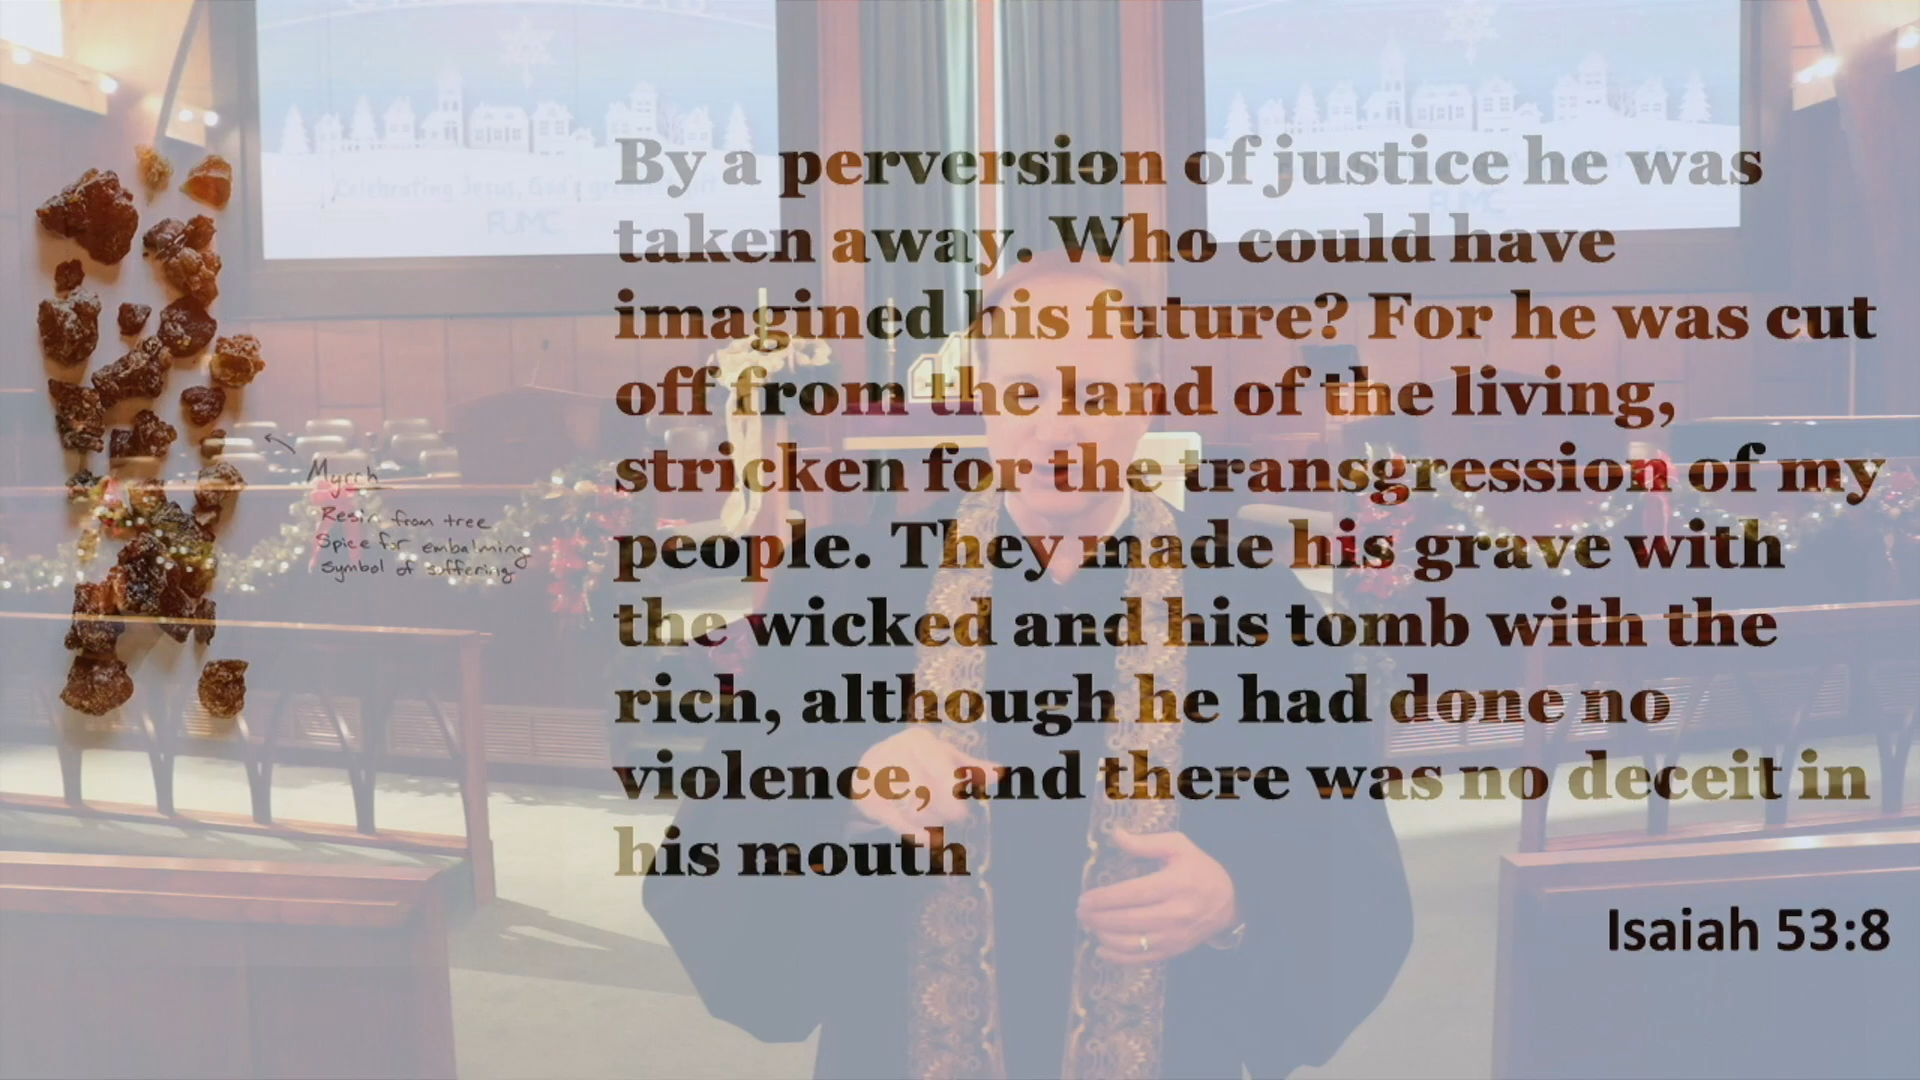 Celebrating Jesus, God's greatest gift
FUMC
FUMC
By a perversion of justice he was
taken away. Who could have
imagined his future? For he was cut
off from the land of the living,
stricken for the transgression of my
people. They made his grave with
the wicked and his tomb with the
rich, although he had done no
violence, and there was no deceit in
his mouth
Isaiah 53:8
Myrrh
Resin from tree
Spice for embalming
Symbol of suffering